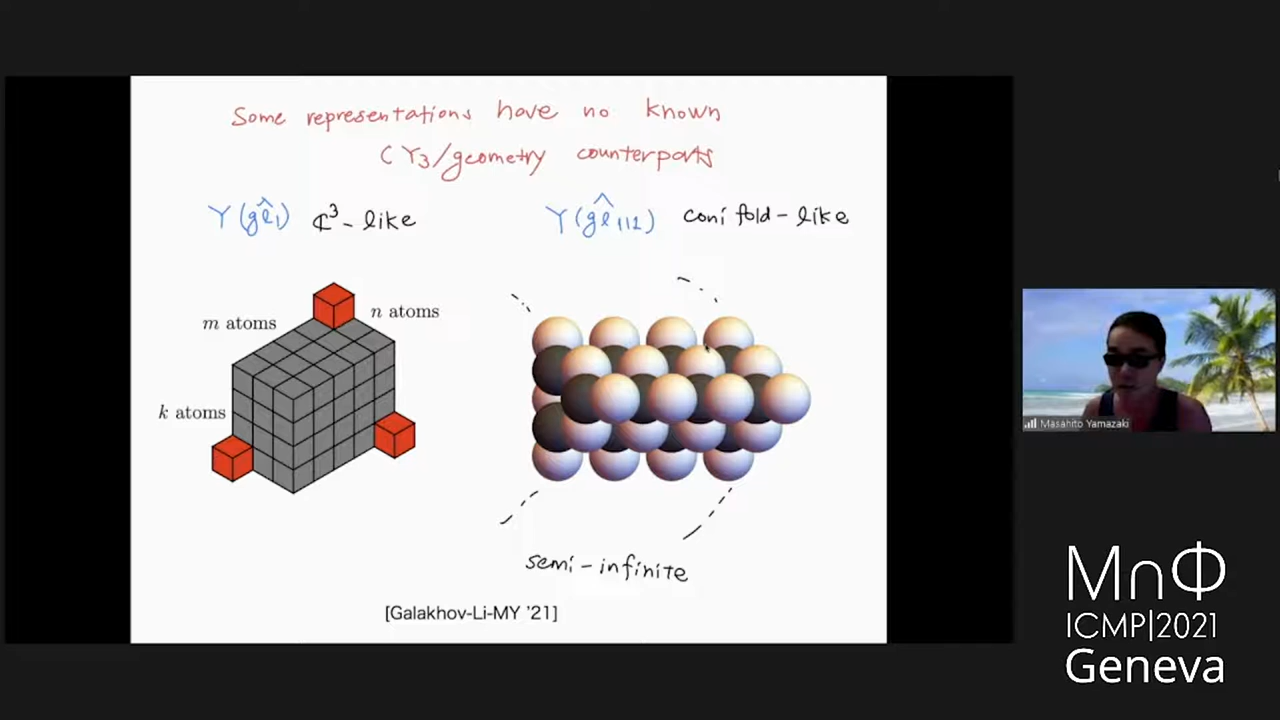 Some representations have no known
CY₃/geometry counterparts
Y(gl̂₁) ℂ³-like
Y(gl̂₁|₁) conifold-like
m atoms
n atoms
k atoms
semi-infinite
[Galakhov-Li-MY '21]
Masahito Yamazaki
M∩Φ
ICMP|2021
Geneva